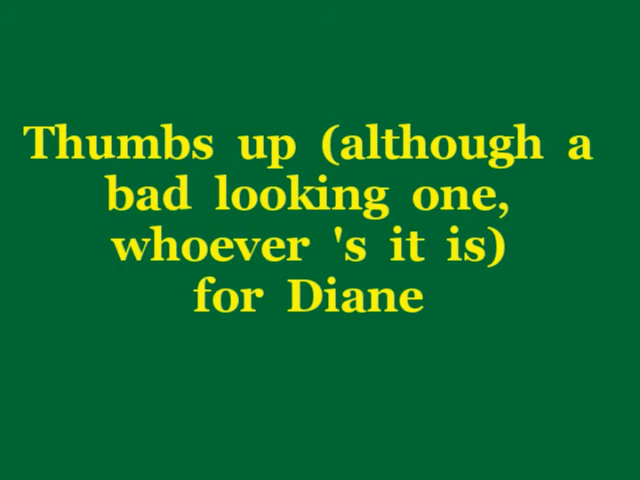 Thumbs up (although a
bad looking one,
whoever 's it is)
for Diane